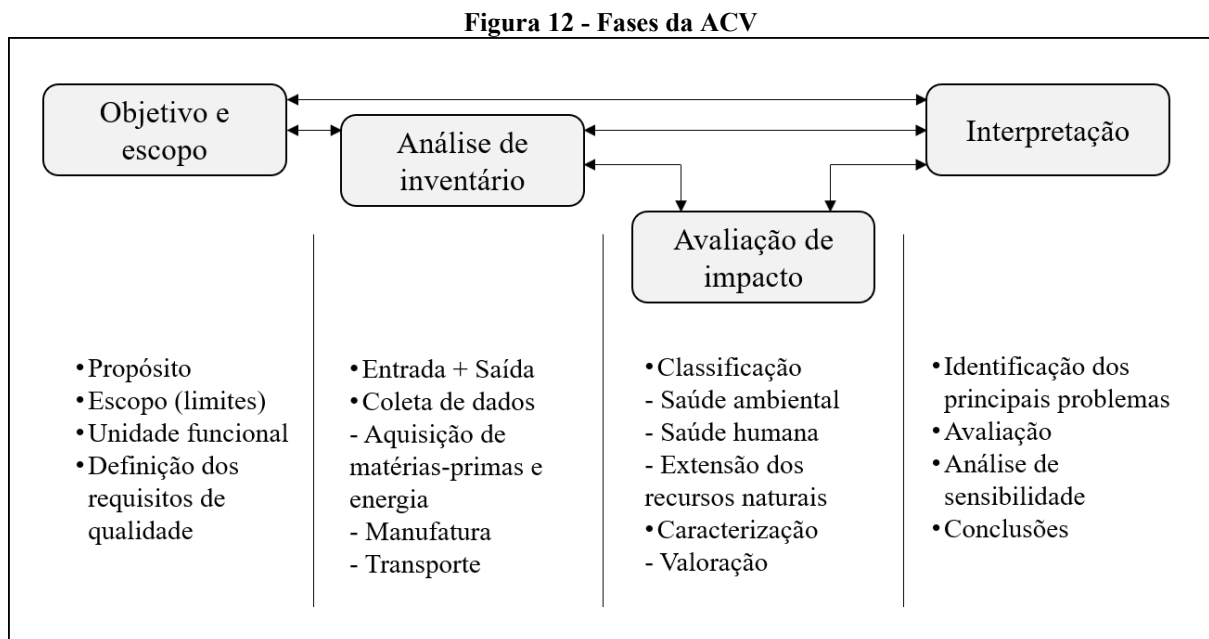 Figura 12 - Fases da ACV
Objetivo e
escopo
Análise de
inventário
Avaliação de
impacto
Interpretação
•Propósito
•Escopo (limites)
•Unidade funcional
•Definição dos
requisitos de
qualidade
•Entrada + Saída
•Coleta de dados
- Aquisição de
matérias-primas e
energia
- Manufatura
- Transporte
•Classificação
- Saúde ambiental
- Saúde humana
- Extensão dos
recursos naturais
•Caracterização
- Valoração
•Identificação dos
principais problemas
•Avaliação
•Análise de
sensibilidade
•Conclusões